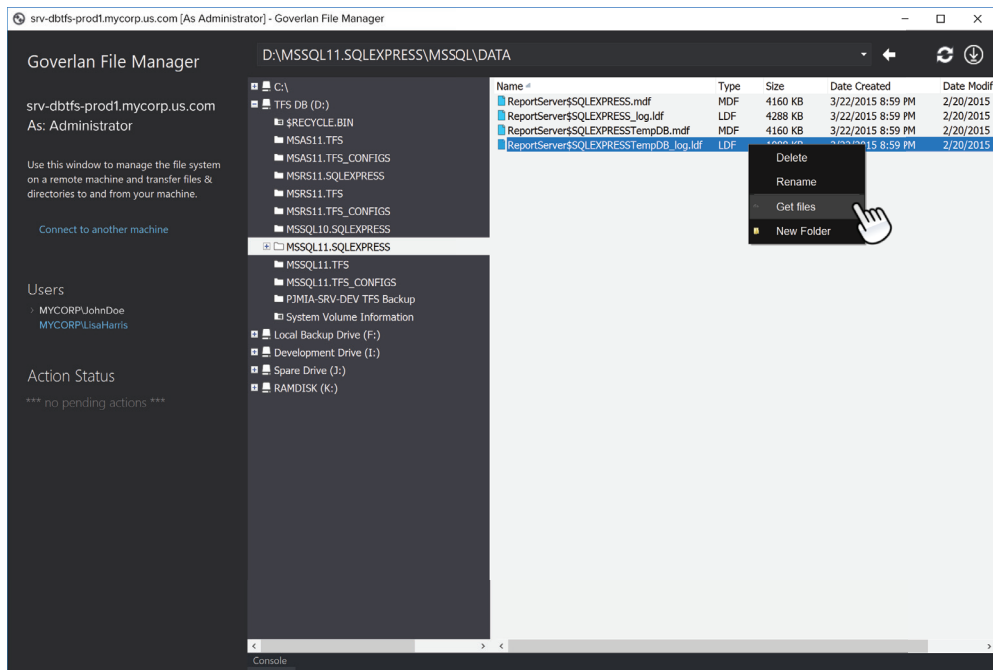 srv-dbtfs-prod1.mycorp.us.com [As Administrator] - Goverlan File Manager
Goverlan File Manager
srv-dbtfs-prod1.mycorp.us.com
As: Administrator
Use this window to manage the file system
on a remote machine and transfer files &
directories to and from your machine.
Connect to another machine
Users
MYCORP\JohnDoe
MYCORP\LisaHarris
Action Status
*** no pending actions ***
D:\MSSQL11.SQLEXPRESS\MSSQL\DATA
C:\
TFS DB (D:)
$RECYCLE.BIN
MSAS11.TFS
MSAS11.TFS_CONFIGS
MSRS11.SQLEXPRESS
MSRS11.TFS
MSRS11.TFS_CONFIGS
MSSQL10.SQLEXPRESS
MSSQL11.SQLEXPRESS
MSSQL11.TFS
MSSQL11.TFS_CONFIGS
PJMIA-SRV-DEV TFS Backup
System Volume Information
Local Backup Drive (F:)
Development Drive (I:)
Spare Drive (J:)
RAMDISK (K:)
Name Type Size Date Created Date Modif
ReportServer$SQLEXPRESS.mdf MDF 4160 KB 3/22/2015 8:59 PM 2/20/2015
ReportServer$SQLEXPRESS_log.ldf LDF 4288 KB 3/22/2015 8:59 PM 2/20/2015
ReportServer$SQLEXPRESSTempDB.mdf MDF 4160 KB 3/22/2015 8:59 PM 2/20/2015
ReportServer$SQLEXPRESSTempDB_log.ldf LDF 8:59 PM 2/20/2015
Delete
Rename
Get files
New Folder
Console